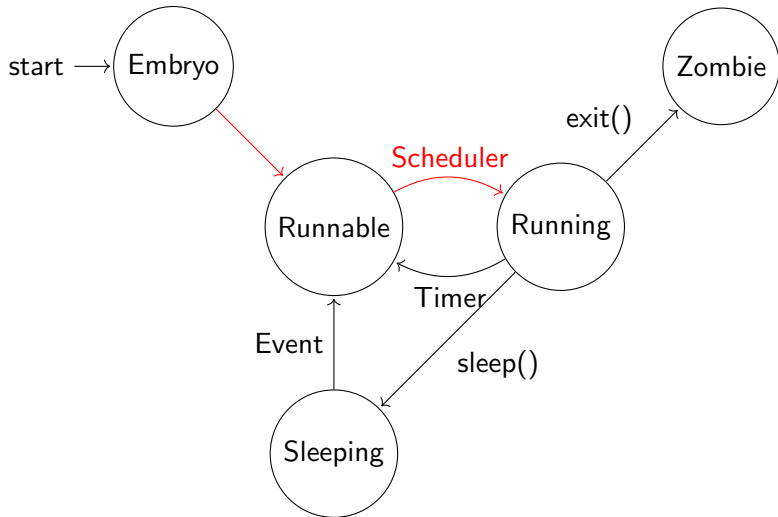 start
Embryo
Zombie
exit()
Scheduler
Runnable
Running
Timer
Event
sleep()
Sleeping